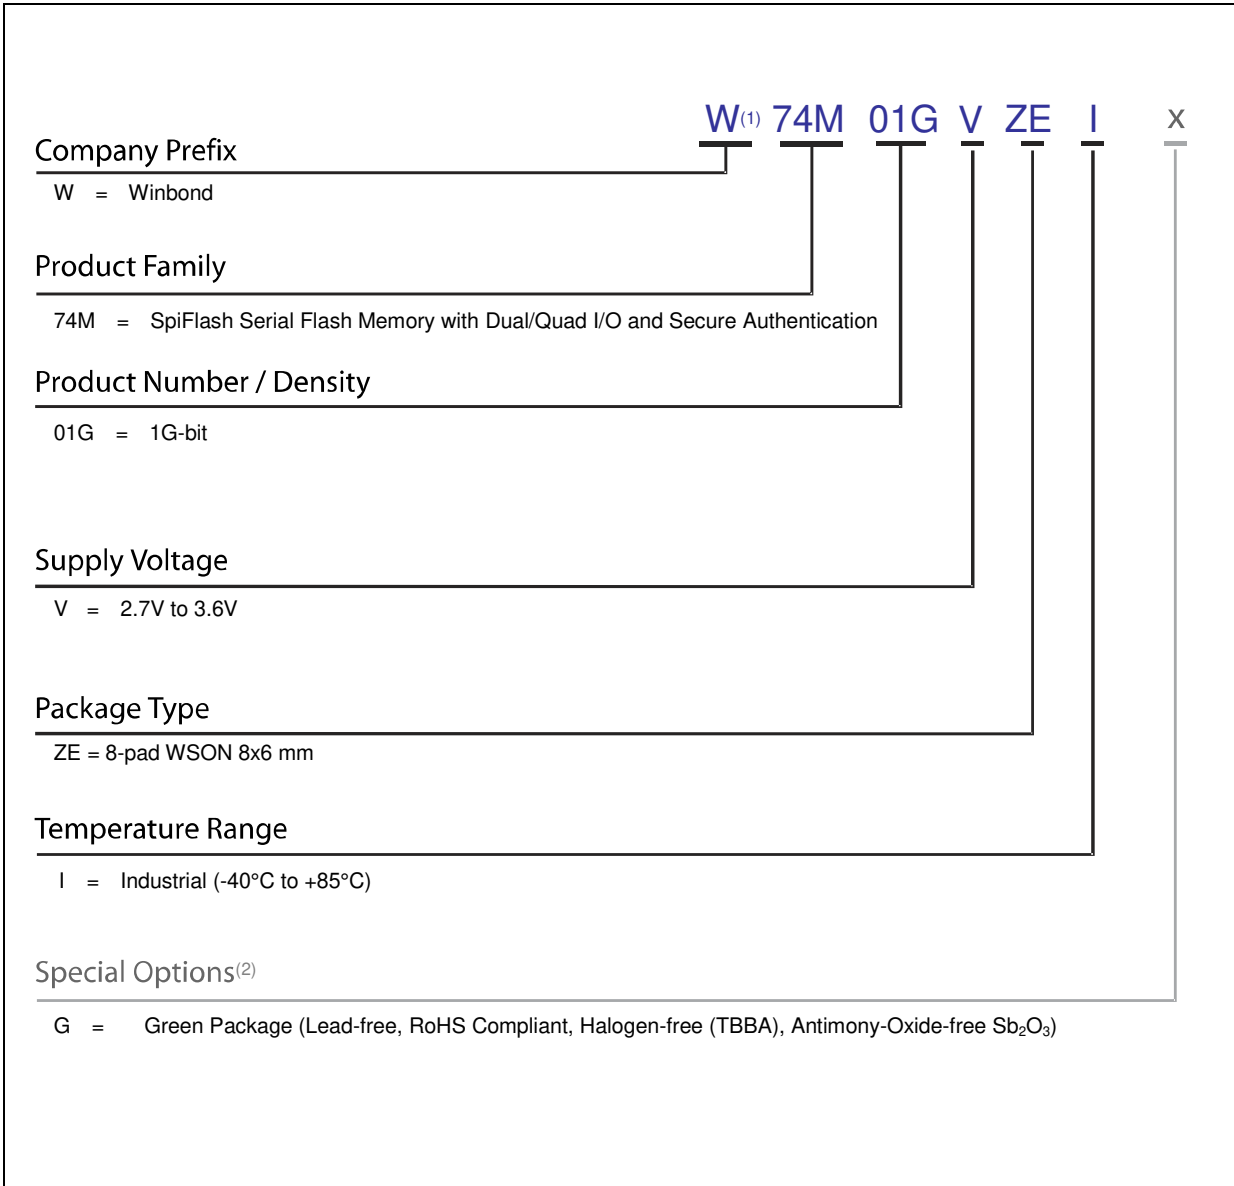 W(1) 74M 01G V ZE I x
Company Prefix
W = Winbond
Product Family
74M = SpiFlash Serial Flash Memory with Dual/Quad I/O and Secure Authentication
Product Number / Density
01G = 1G-bit
Supply Voltage
V = 2.7V to 3.6V
Package Type
ZE = 8-pad WSON 8x6 mm
Temperature Range
I = Industrial (-40°C to +85°C)
Special Options(2)
G = Green Package (Lead-free, RoHS Compliant, Halogen-free (TBBA), Antimony-Oxide-free Sb₂O₃)